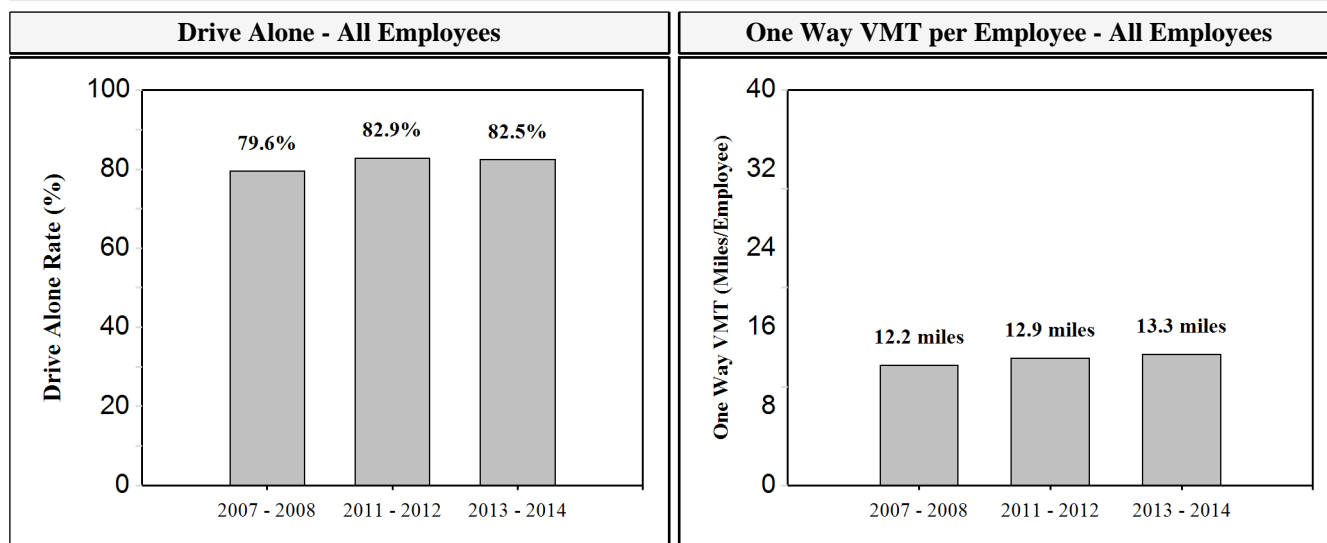 Drive Alone - All Employees
One Way VMT per Employee - All Employees
Drive Alone Rate (%)
100
80
60
40
20
0
79.6%
82.9%
82.5%
2007 - 2008
2011 - 2012
2013 - 2014
One Way VMT (Miles/Employee)
40
32
24
16
8
0
12.2 miles
12.9 miles
13.3 miles
2007 - 2008
2011 - 2012
2013 - 2014